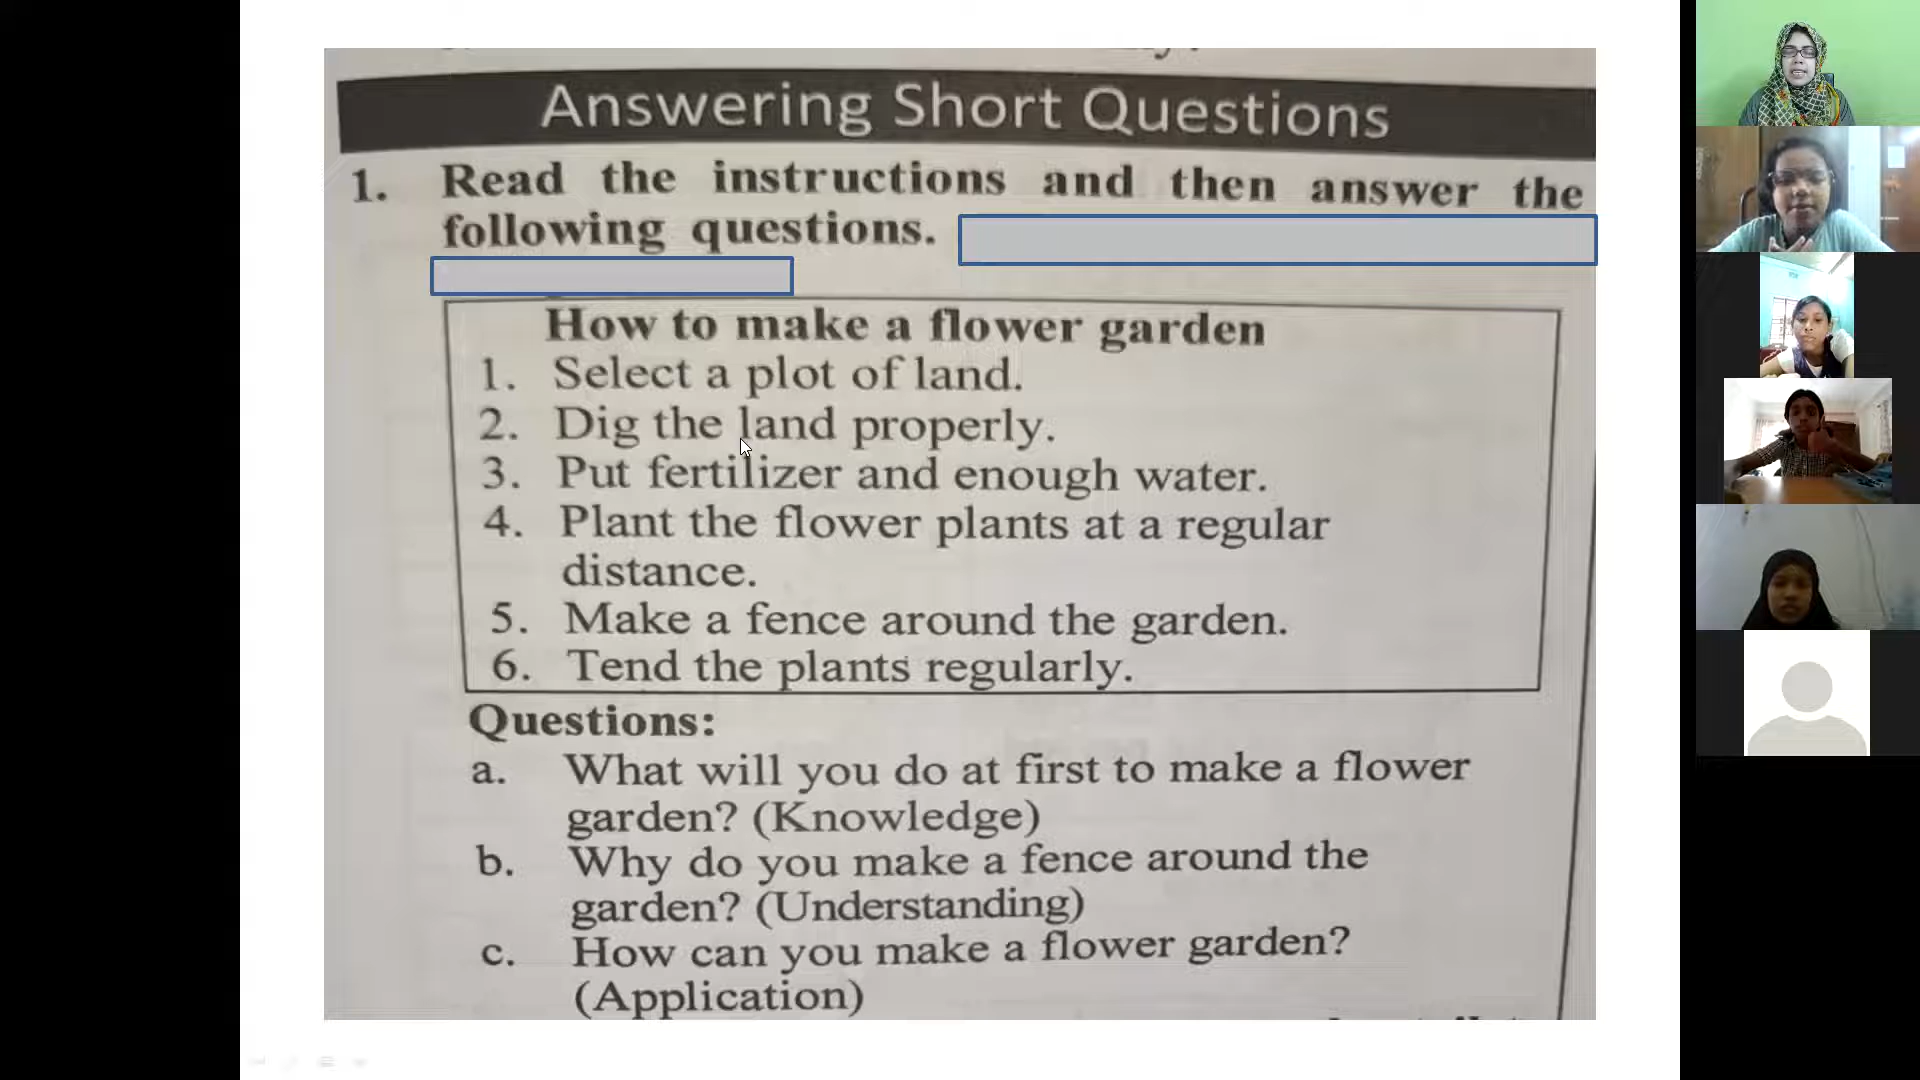 Answering Short Questions
1. Read the instructions and then answer the
following questions.
How to make a flower garden
1. Select a plot of land.
2. Dig the land properly.
3. Put fertilizer and enough water.
4. Plant the flower plants at a regular
distance.
5. Make a fence around the garden.
6. Tend the plants regularly.
Questions:
a. What will you do at first to make a flower
garden? (Knowledge)
b. Why do you make a fence around the
garden? (Understanding)
c. How can you make a flower garden?
(Application)